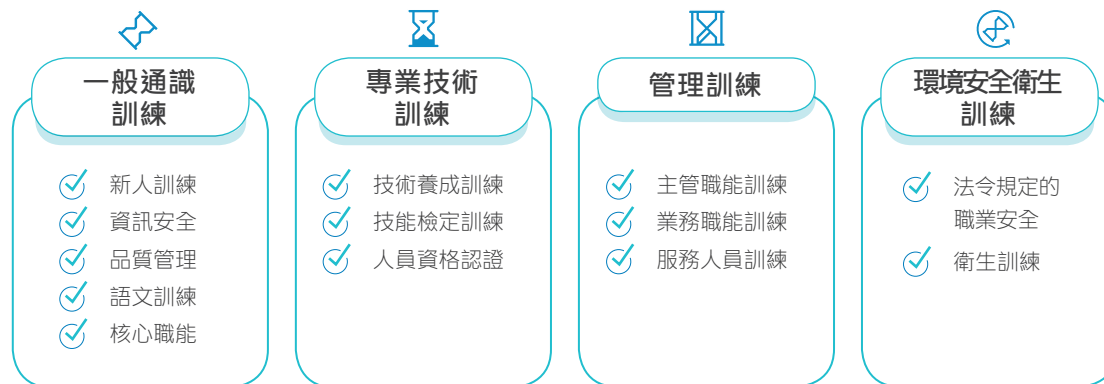 一般通識
訓練
新人訓練
資訊安全
品質管理
語文訓練
核心職能
專業技術
訓練
技術養成訓練
技能檢定訓練
人員資格認證
管理訓練
主管職能訓練
業務職能訓練
服務人員訓練
環境安全衛生
訓練
法令規定的
職業安全
衛生訓練